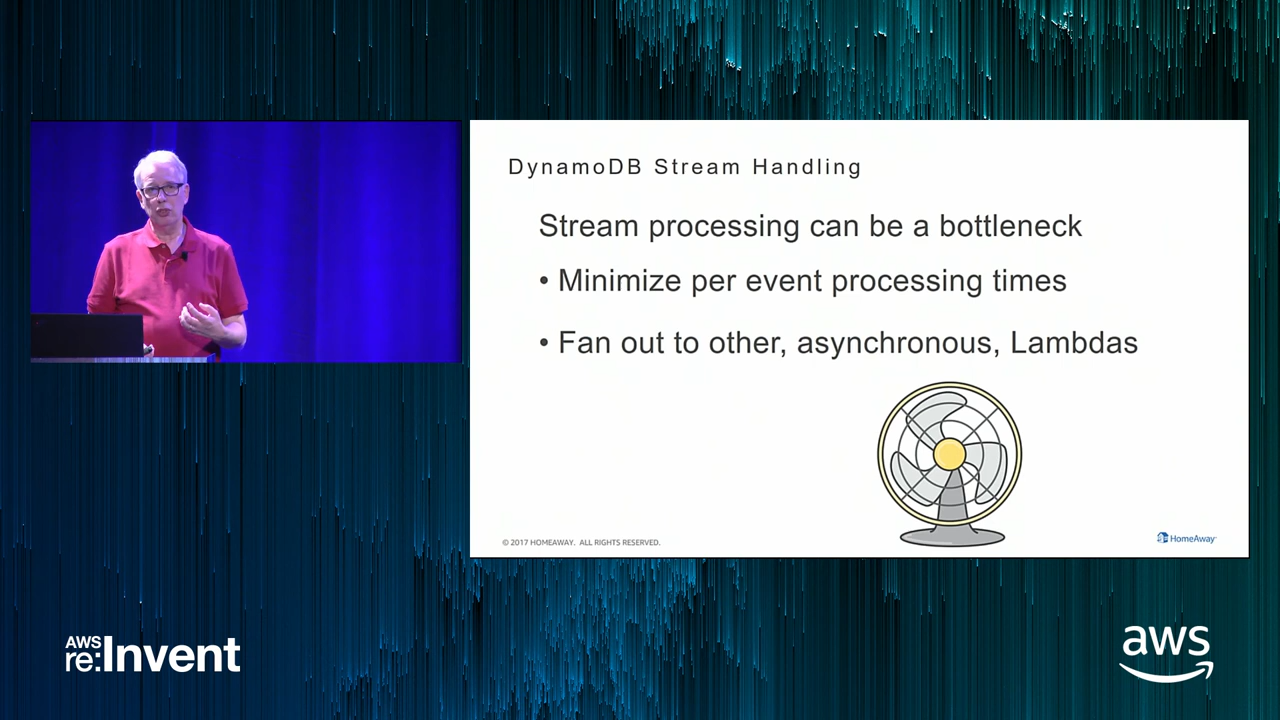 DynamoDB Stream Handling
Stream processing can be a bottleneck
• Minimize per event processing times
• Fan out to other, asynchronous, Lambdas
© 2017 HOMEAWAY. ALL RIGHTS RESERVED.
HomeAway
AWS
re:Invent
aws